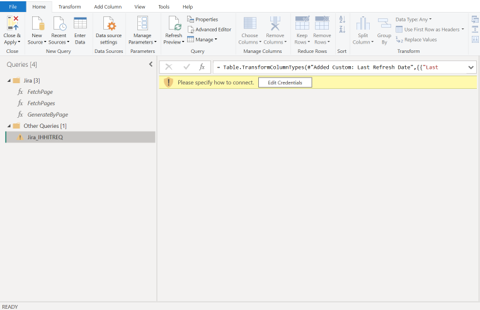 File Home Transform Add Column View Tools Help
Close & Apply
New Source
Recent Sources
Enter Data
Data source settings
Manage Parameters
Refresh Preview
Properties
Advanced Editor
Manage
Choose Columns
Remove Columns
Keep Rows
Remove Rows
Split Column
Group By
Data Type: Any
Use First Row as Headers
Replace Values
Close New Query Data Sources Parameters Query Manage Columns Reduce Rows Sort Transform
Queries [4]
= Table.TransformColumnTypes(#"Added Custom: Last Refresh Date",{{"Last
Please specify how to connect. Edit Credentials
Jira [3]
fx FetchPage
fx FetchPages
fx GenerateByPage
Other Queries [1]
READY